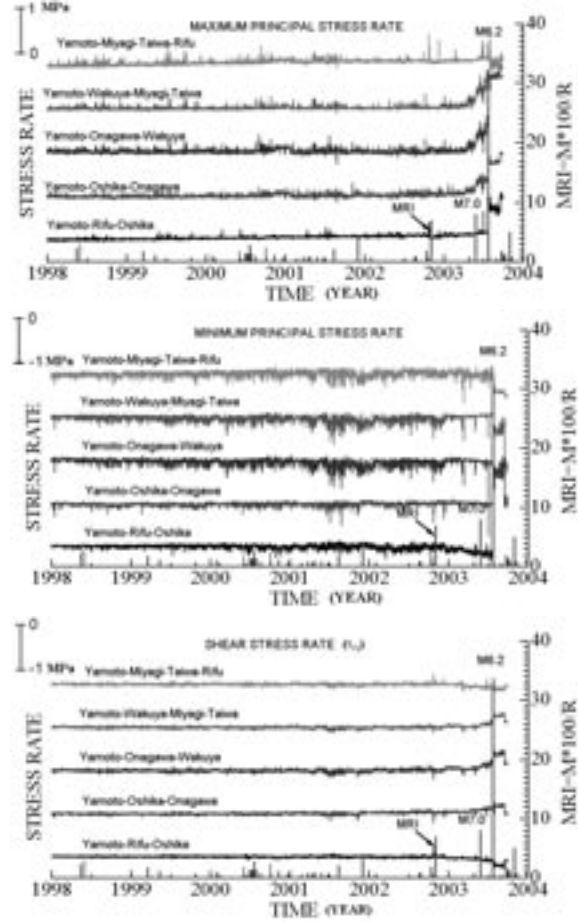 1 MPa
0
MAXIMUM PRINCIPAL STRESS RATE
M6.2
40
Yamoto-Miyagi-Taiwa-Rifu
30
Yamoto-Wakuya-Miyagi-Taiwa
Yamoto-Onagawa-Wakuya
20
Yamoto-Oshika-Onagawa
MRI
M7.0
10
Yamoto-Rifu-Oshika
0
STRESS RATE
MRI=M*100/R
1998 1999 2000 2001 2002 2003 2004
TIME (YEAR)
0
-1 MPa
MINIMUM PRINCIPAL STRESS RATE
M6.2
40
Yamoto-Miyagi-Taiwa-Rifu
30
Yamoto-Wakuya-Miyagi-Taiwa
Yamoto-Onagawa-Wakuya
20
Yamoto-Oshika-Onagawa
10
Yamoto-Rifu-Oshika
0
STRESS RATE
MRI=M*100/R
1998 1999 2000 2001 2002 2003 2004
TIME (YEAR)
0
-1 MPa
SHEAR STRESS RATE
M6.2
40
Yamoto-Miyagi-Taiwa-Rifu
30
Yamoto-Wakuya-Miyagi-Taiwa
Yamoto-Onagawa-Wakuya
20
Yamoto-Oshika-Onagawa
MRI
M7.0
10
Yamoto-Rifu-Oshika
0
STRESS RATE
MRI=M*100/R
1998 1999 2000 2001 2002 2003 2004
TIME (YEAR)